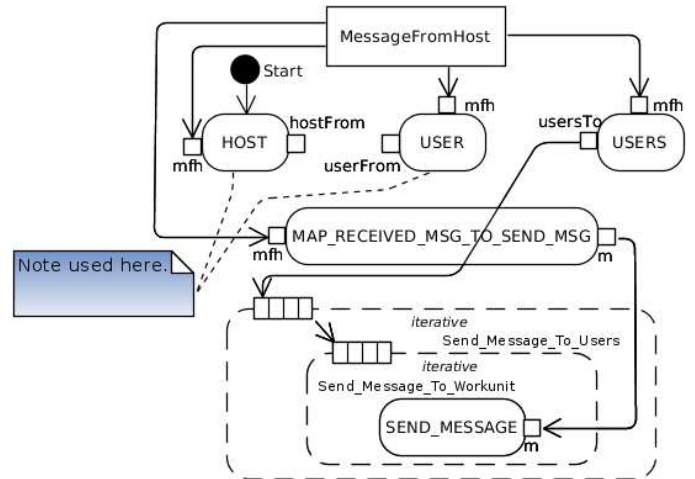 MessageFromHost
Start
mfh
usersTo
mfh
hostFrom
HOST
USER
USERS
mfh
userFrom
MAP_RECEIVED_MSG_TO_SEND_MSG
mfh
m
Note used here.
iterative
Send_Message_To_Users
iterative
Send_Message_To_Workunit
SEND_MESSAGE
m